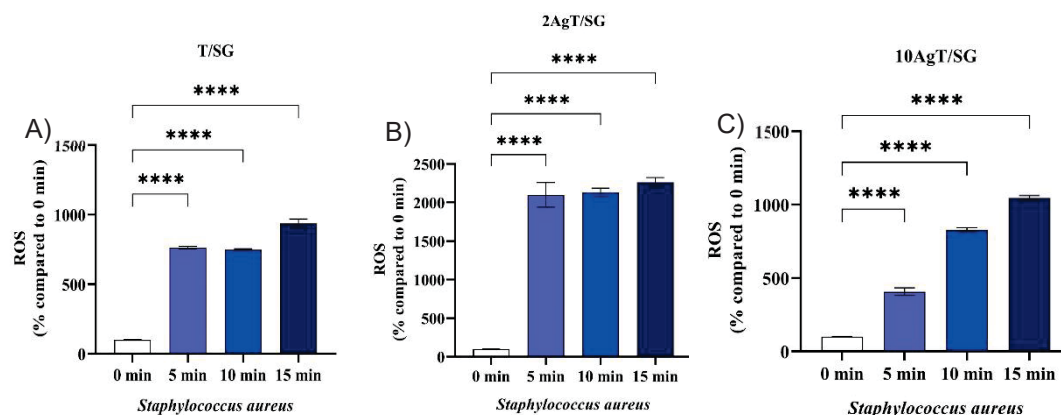 A)
T/SG
****
****
****
ROS
(% compared to 0 min)
1500
1000
500
0
0 min 5 min 10 min 15 min
Staphylococcus aureus
B)
2AgT/SG
****
****
****
ROS
(% compared to 0 min)
2500
2000
1500
1000
500
0
0 min 5 min 10 min 15 min
Staphylococcus aureus
C)
10AgT/SG
****
****
****
ROS
(% compared to 0 min)
1500
1000
500
0
0 min 5 min 10 min 15 min
Staphylococcus aureus